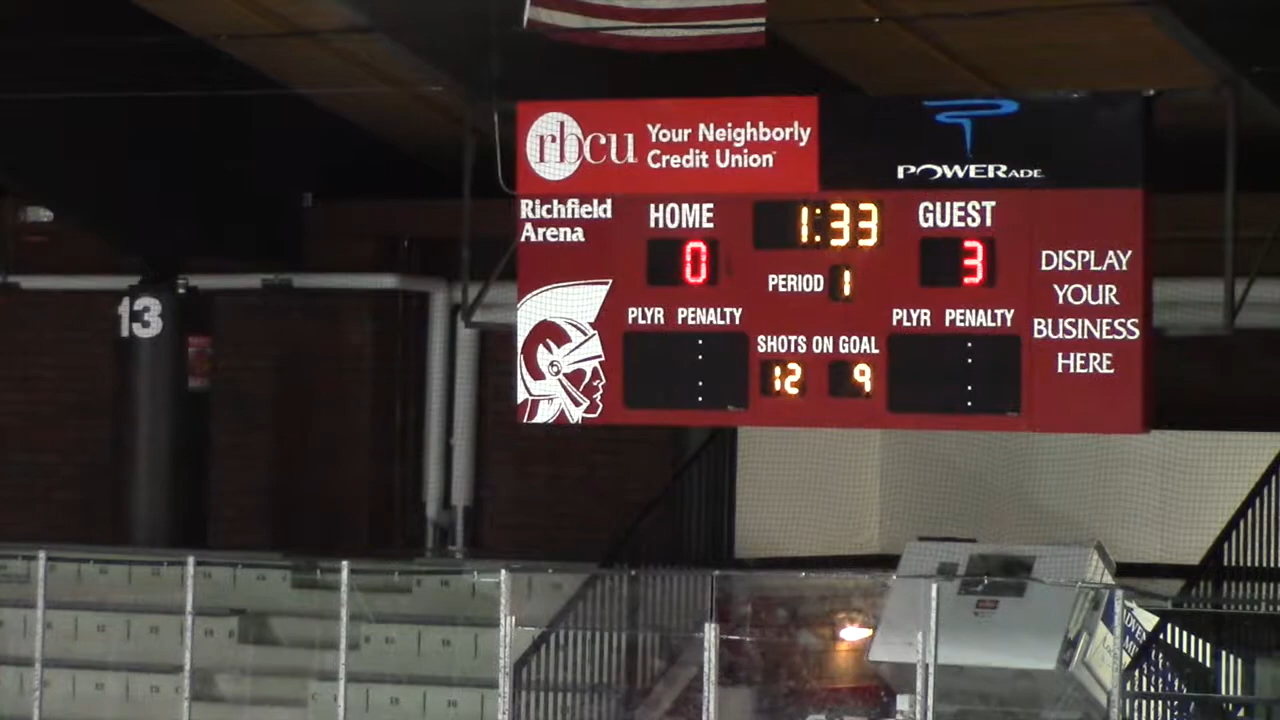 rbcu Your Neighborly
Credit Union
POWERADE
Richfield
Arena
HOME
1:33
GUEST
0
3
PERIOD 1
DISPLAY
YOUR
BUSINESS
HERE
PLYR PENALTY
PLYR PENALTY
SHOTS ON GOAL
12 9
13